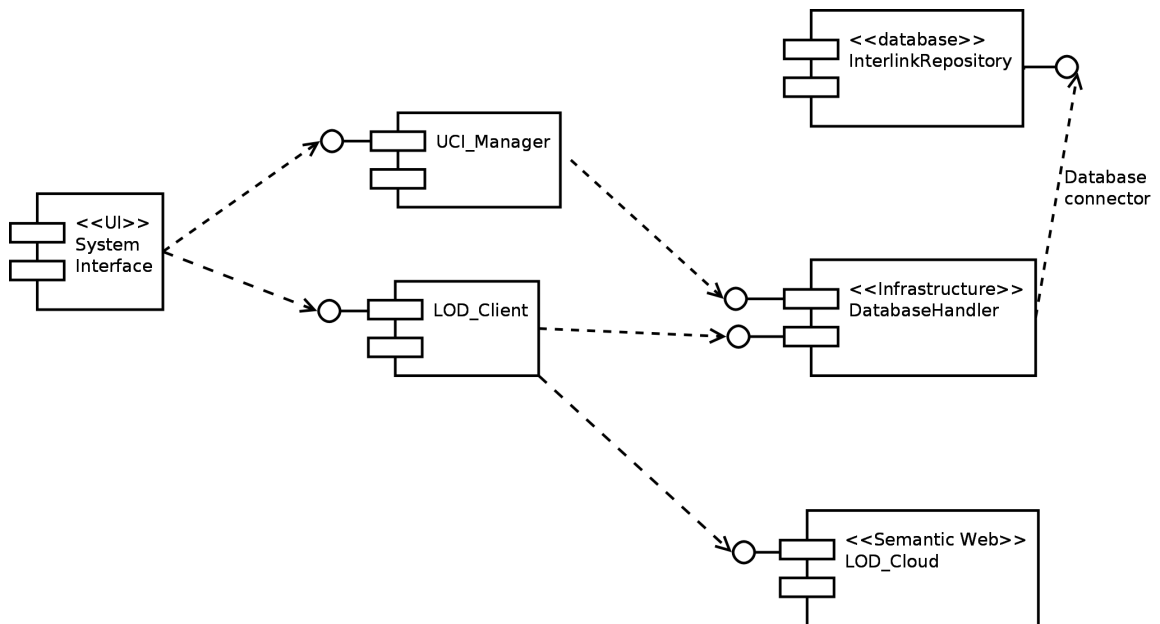 <<database>>
InterlinkRepository
UCI_Manager
Database
connector
<<UI>>
System
Interface
LOD_Client
<<Infrastructure>>
DatabaseHandler
<<Semantic Web>>
LOD_Cloud